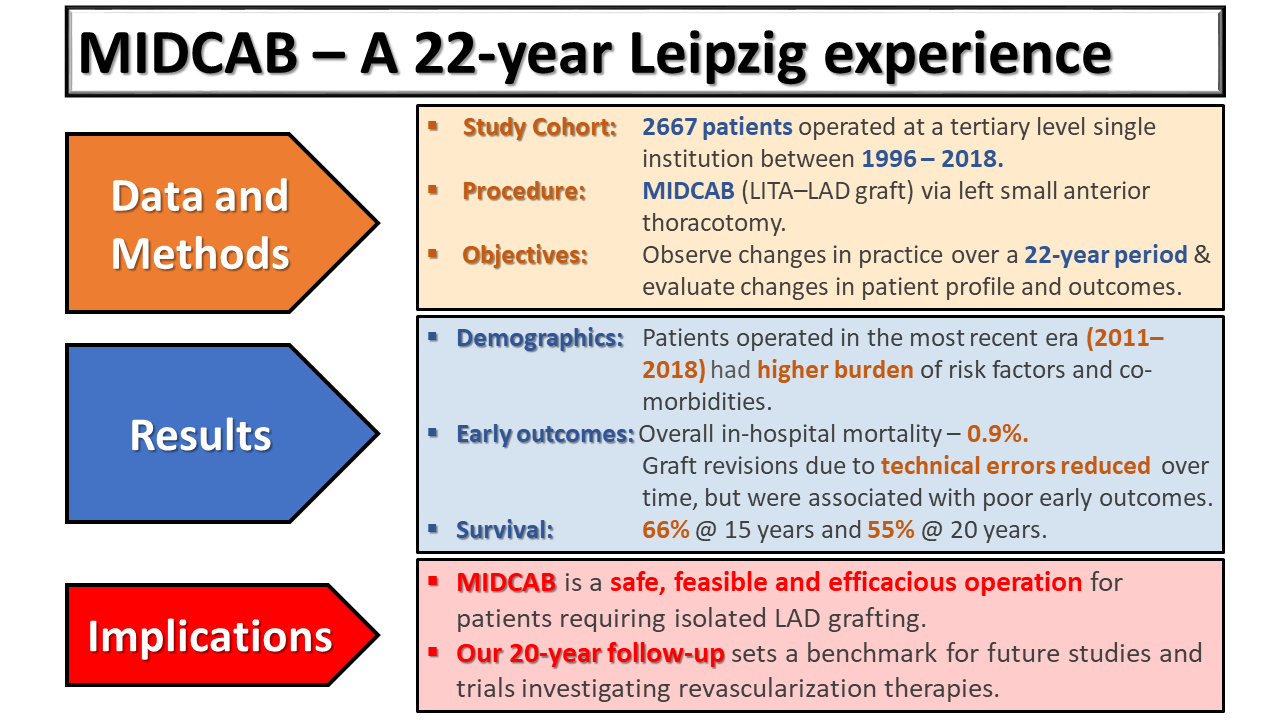 MIDCAB – A 22-year Leipzig experience
Data and
Methods
▪ Study Cohort: 2667 patients operated at a tertiary level single
institution between 1996 – 2018.
▪ Procedure: MIDCAB (LITA–LAD graft) via left small anterior
thoracotomy.
▪ Objectives: Observe changes in practice over a 22-year period &
evaluate changes in patient profile and outcomes.
Results
▪ Demographics: Patients operated in the most recent era (2011–
2018) had higher burden of risk factors and co-
morbidities.
▪ Early outcomes: Overall in-hospital mortality – 0.9%.
Graft revisions due to technical errors reduced over
time, but were associated with poor early outcomes.
▪ Survival: 66% @ 15 years and 55% @ 20 years.
Implications
▪ MIDCAB is a safe, feasible and efficacious operation for
patients requiring isolated LAD grafting.
▪ Our 20-year follow-up sets a benchmark for future studies and
trials investigating revascularization therapies.